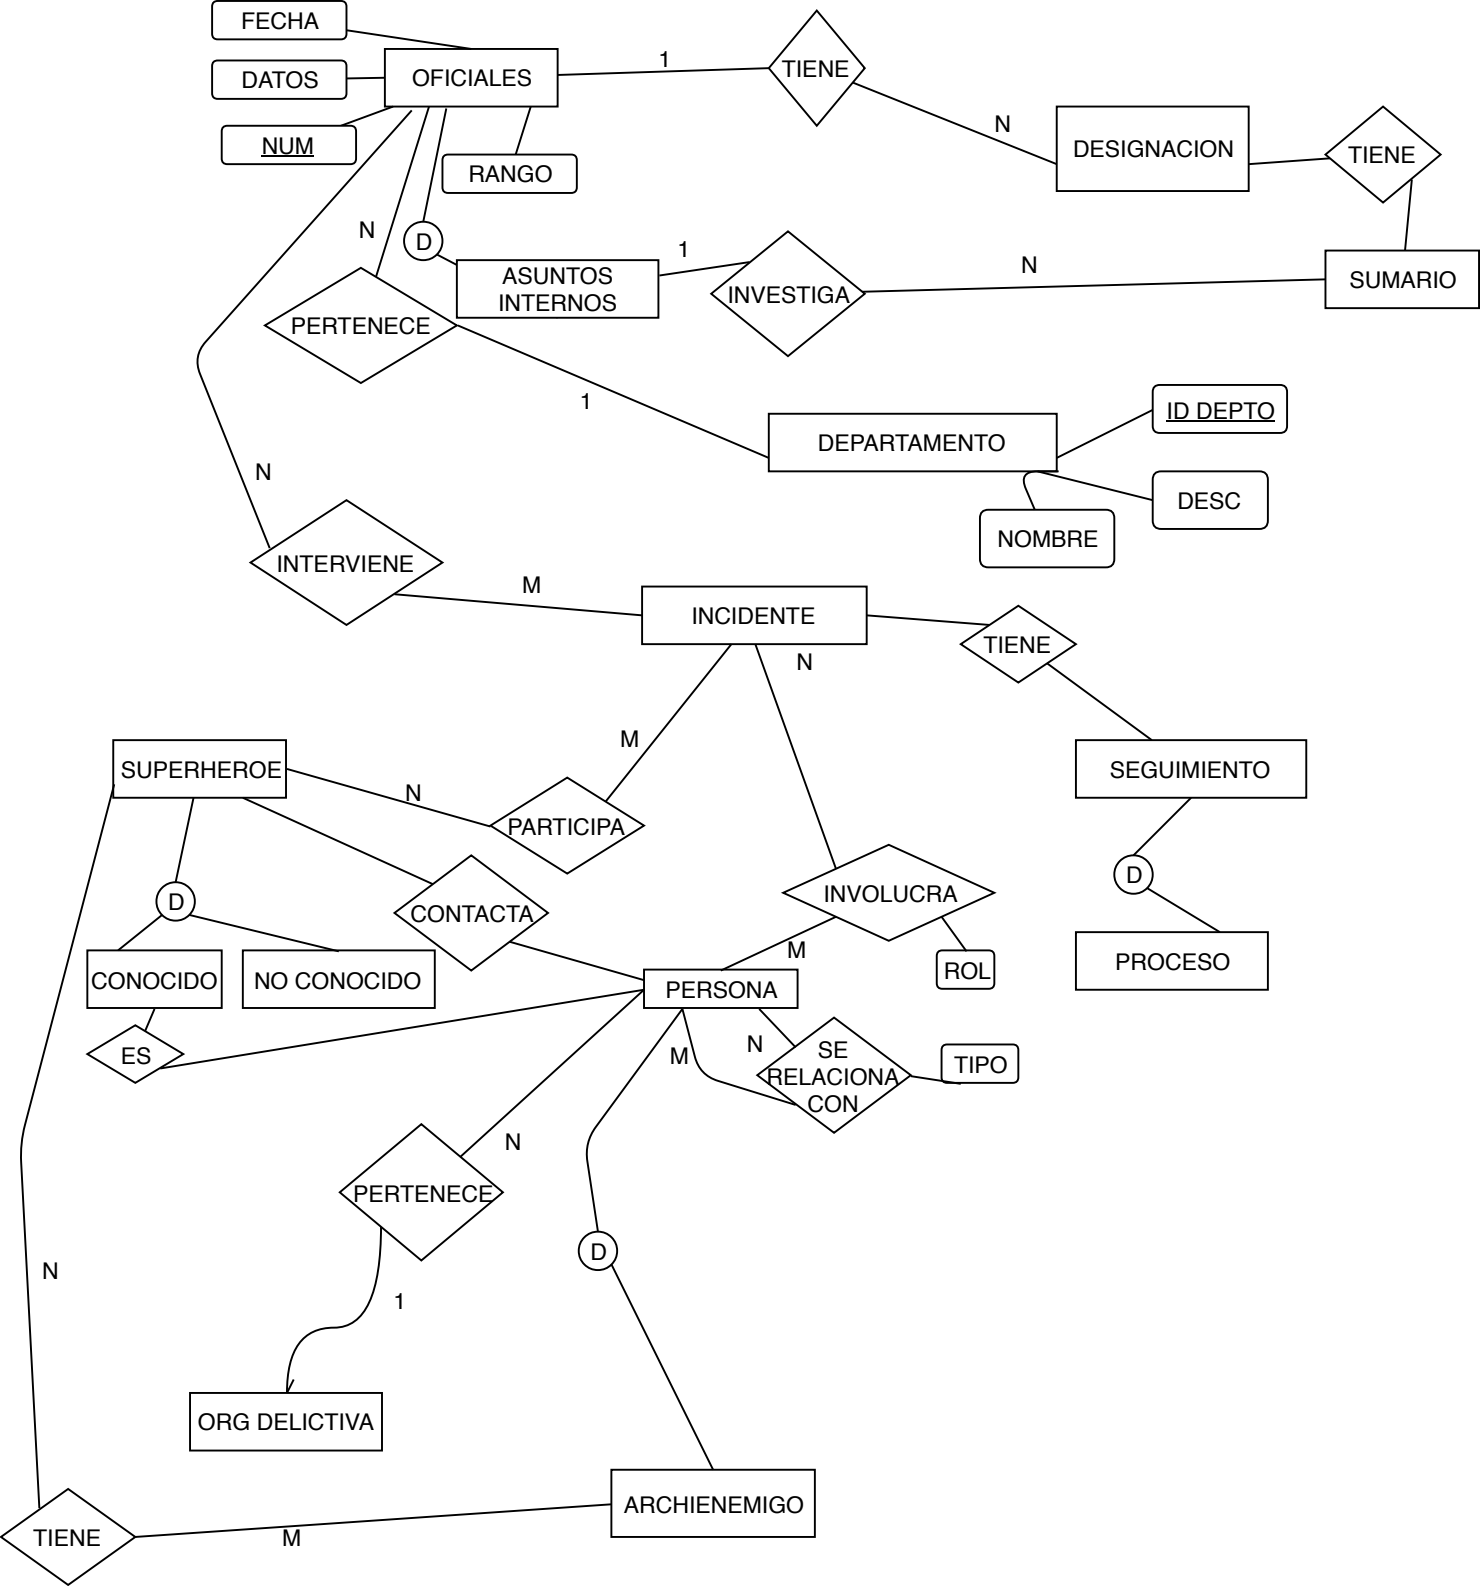 FECHA
OFICIALES
1
TIENE
DATOS
NUM
RANGO
N
DESIGNACION
TIENE
N
D
ASUNTOS
INTERNOS
1
INVESTIGA
N
SUMARIO
PERTENECE
1
ID DEPTO
DEPARTAMENTO
DESC
NOMBRE
N
INTERVIENE
M
INCIDENTE
TIENE
N
M
SUPERHEROE
N
PARTICIPA
SEGUIMIENTO
D
D
CONTACTA
INVOLUCRA
M
ROL
CONOCIDO
NO CONOCIDO
PERSONA
PROCESO
ES
M
N
SE
RELACIONA
CON
TIPO
N
PERTENECE
D
N
1
ORG DELICTIVA
ARCHIENEMIGO
TIENE
M